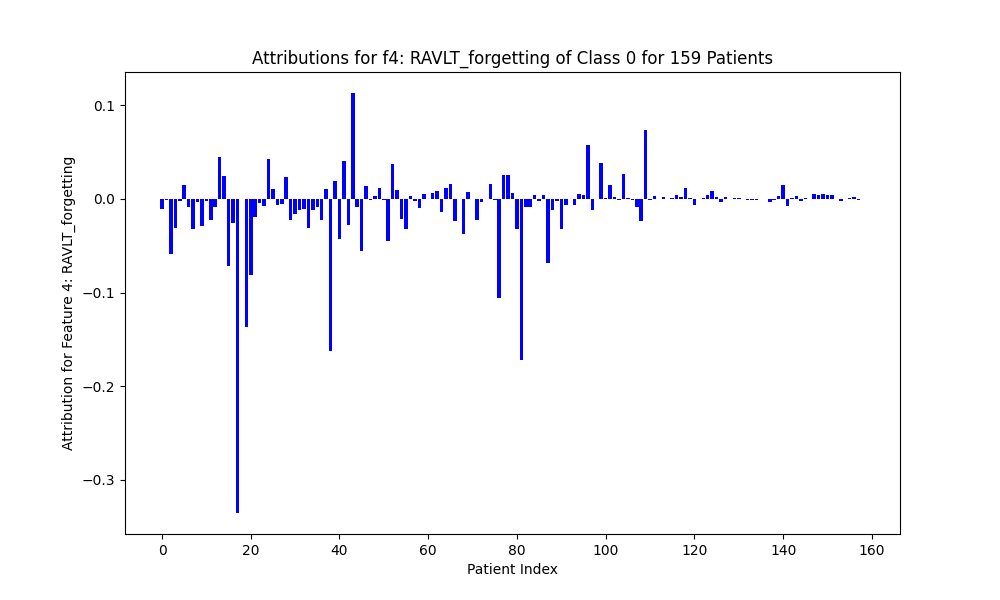 Attributions for f4: RAVLT_forgetting of Class 0 for 159 Patients
Attribution for Feature 4: RAVLT_forgetting
0.1
0.0
−0.1
−0.2
−0.3
0 20 40 60 80 100 120 140 160
Patient Index